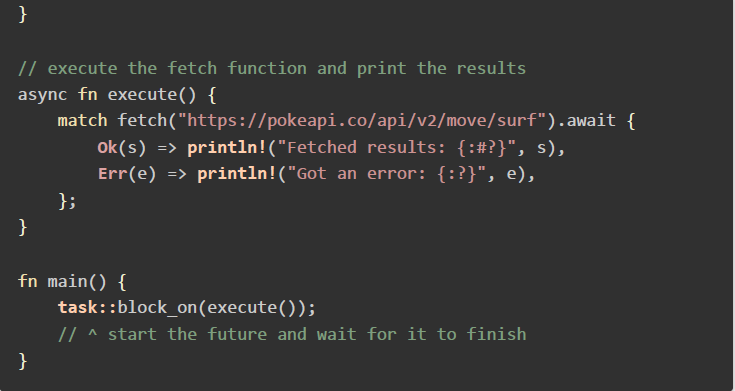 }
// execute the fetch function and print the results
async fn execute() {
    match fetch("https://pokeapi.co/api/v2/move/surf").await {
        Ok(s) => println!("Fetched results: {:#?}", s),
        Err(e) => println!("Got an error: {:?}", e),
    };
}
fn main() {
    task::block_on(execute());
    // ^ start the future and wait for it to finish
}